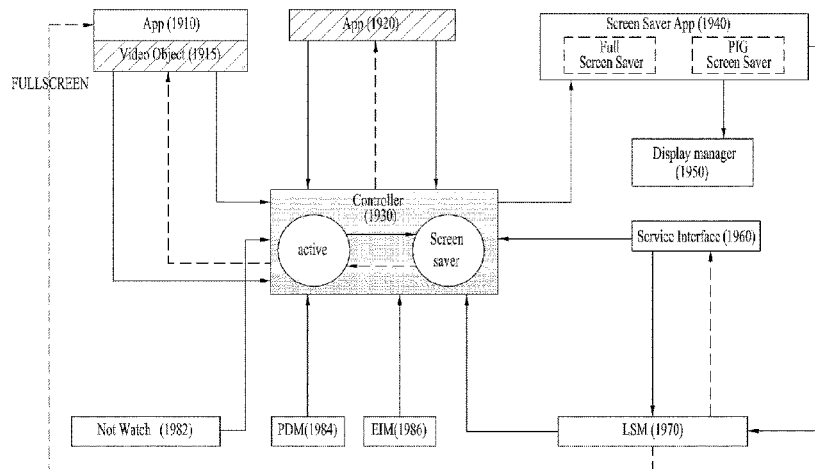 App (1910)
Video Object (1915)
FULLSCREEN
App (1920)
Screen Saver App (1940)
Full
Screen Saver
PIG
Screen Saver
Display manager
(1950)
Controller
(1930)
active
Screen
saver
Service Interface (1960)
Not Watch (1982)
PDM(1984)
EIM(1986)
LSM (1970)